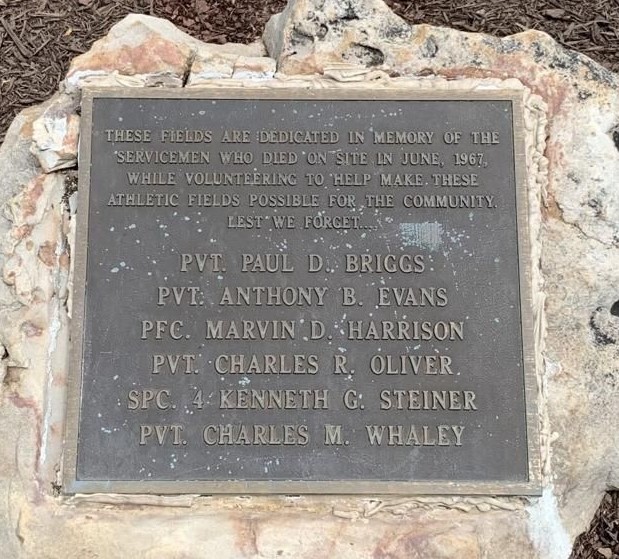 THESE FIELDS ARE DEDICATED IN MEMORY OF THE
SERVICEMEN WHO DIED ON SITE IN JUNE, 1967,
WHILE VOLUNTEERING TO HELP MAKE THESE
ATHLETIC FIELDS POSSIBLE FOR THE COMMUNITY.
LEST WE FORGET....
PVT. PAUL D. BRIGGS
PVT. ANTHONY B. EVANS
PFC. MARVIN D. HARRISON
PVT. CHARLES R. OLIVER
SPC. 4 KENNETH G. STEINER
PVT. CHARLES M. WHALEY